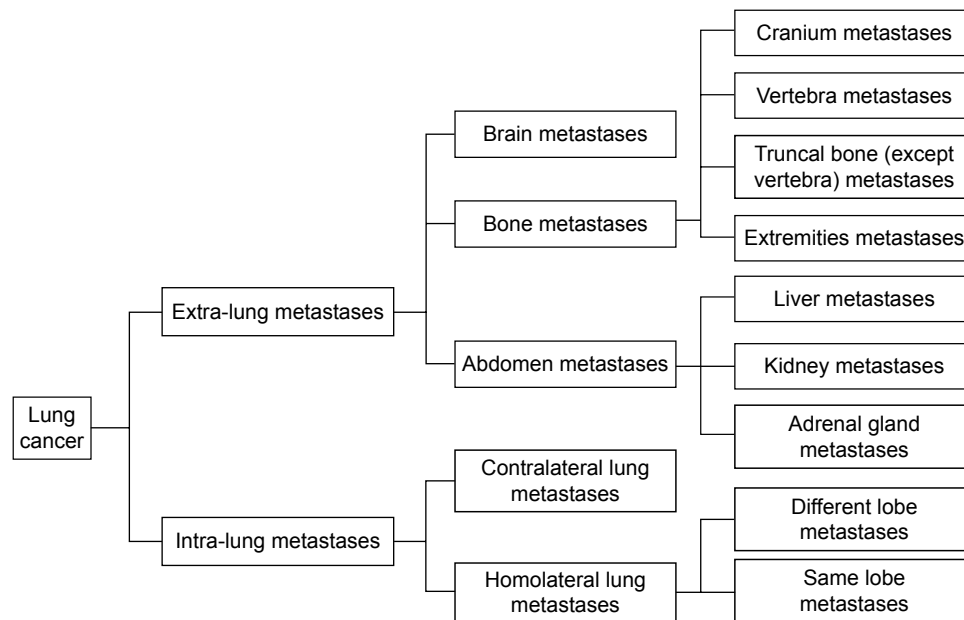 Cranium metastases
Vertebra metastases
Brain metastases
Truncal bone (except
vertebra) metastases
Bone metastases
Extremities metastases
Extra-lung metastases
Liver metastases
Abdomen metastases
Kidney metastases
Lung
cancer
Adrenal gland
metastases
Contralateral lung
metastases
Different lobe
metastases
Intra-lung metastases
Homolateral lung
metastases
Same lobe
metastases